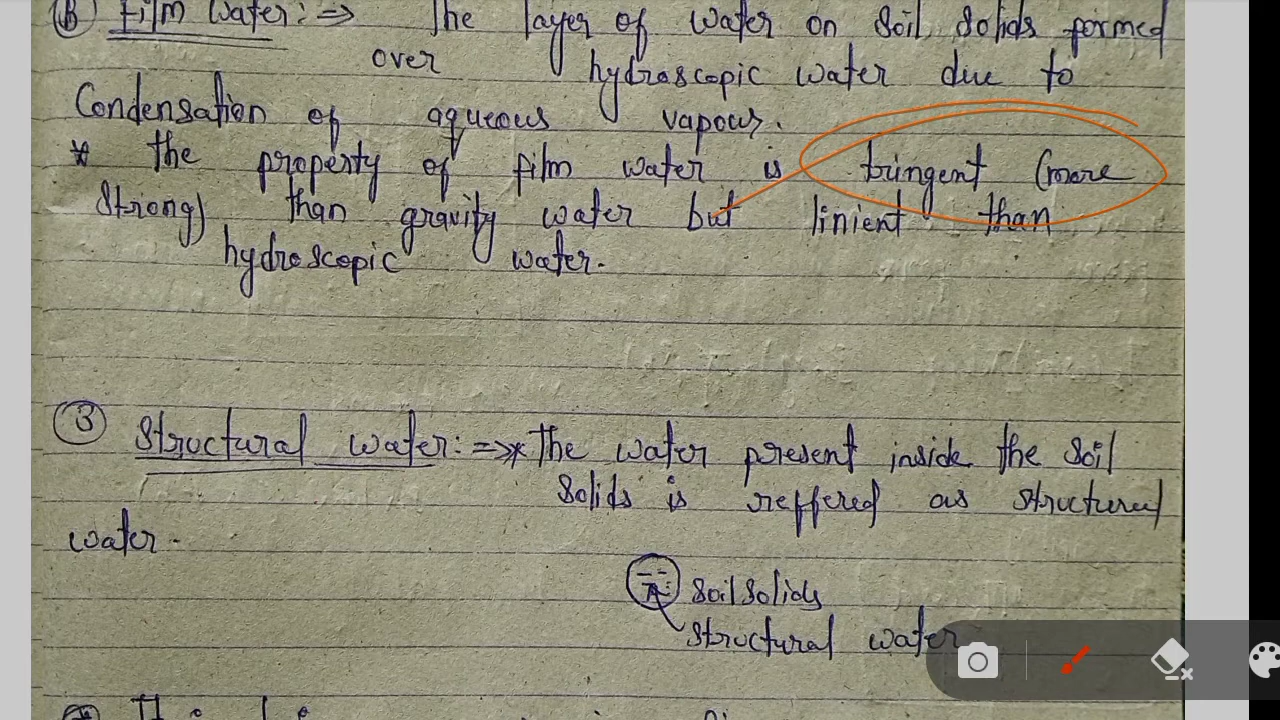 (B) Film water:⇒ The layer of water on soil solids formed
over hydroscopic water due to
Condensation of aqueous vapour.
* the property of film water is tringent (more
strong) than gravity water but linient than
hydroscopic water.
(3) Structural water:⇒* The water present inside the soil
solids is reffered as structural
water.
soil solids
structural water